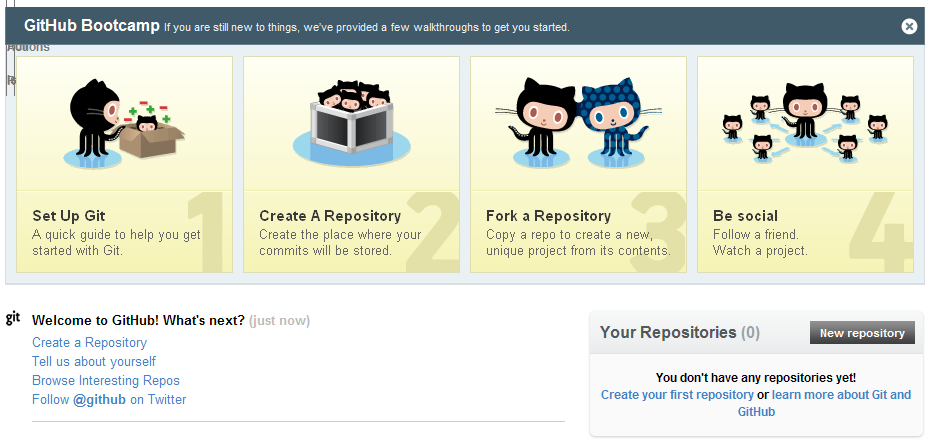 GitHub Bootcamp If you are still new to things, we've provided a few walkthroughs to get you started.
1
Set Up Git
A quick guide to help you get
started with Git.
2
Create A Repository
Create the place where your
commits will be stored.
3
Fork a Repository
Copy a repo to create a new,
unique project from its contents.
4
Be social
Follow a friend.
Watch a project.
git
Welcome to GitHub! What's next? (just now)
Create a Repository
Tell us about yourself
Browse Interesting Repos
Follow @github on Twitter
Your Repositories (0)
New repository
You don't have any repositories yet!
Create your first repository or learn more about Git and
GitHub